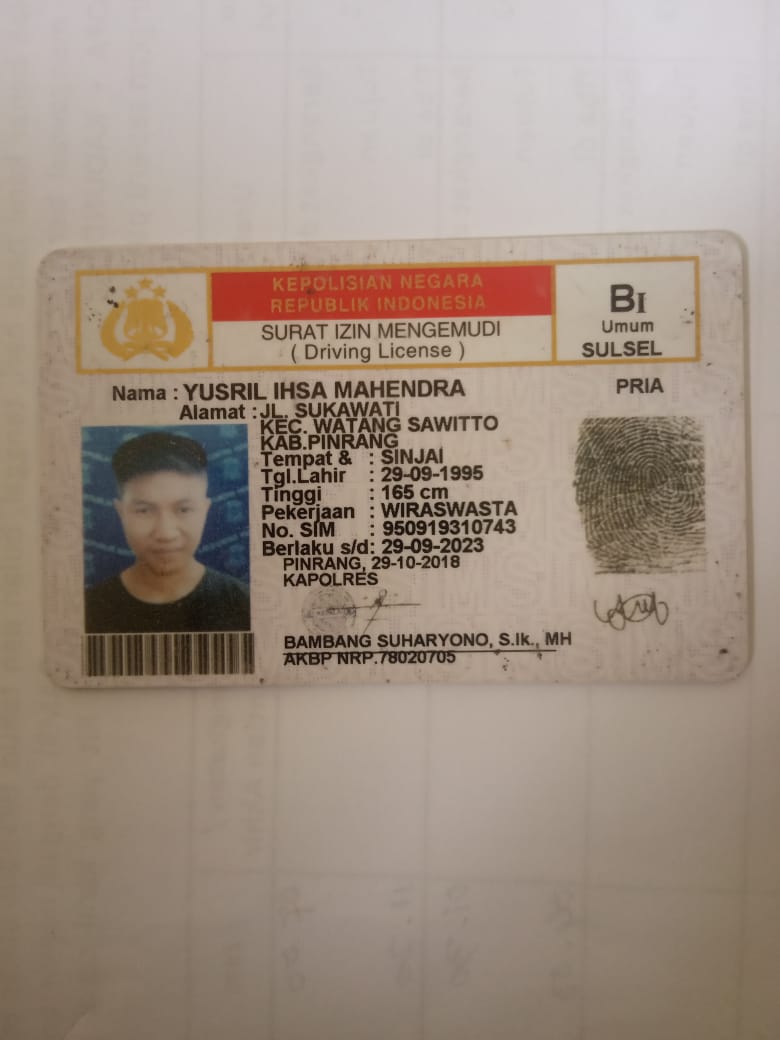 KEPOLISIAN NEGARA
REPUBLIK INDONESIA
SURAT IZIN MENGEMUDI
( Driving License )
BI
Umum
SULSEL
Nama : YUSRIL IHSA MAHENDRA
PRIA
Alamat : JL. SUKAWATI
KEC. WATANG SAWITTO
KAB.PINRANG
Tempat & : SINJAI
Tgl.Lahir : 29-09-1995
Tinggi : 165 cm
Pekerjaan : WIRASWASTA
No. SIM : 950919310743
Berlaku s/d: 29-09-2023
PINRANG, 29-10-2018
KAPOLRES
BAMBANG SUHARYONO, S.Ik., MH
AKBP NRP.78020705